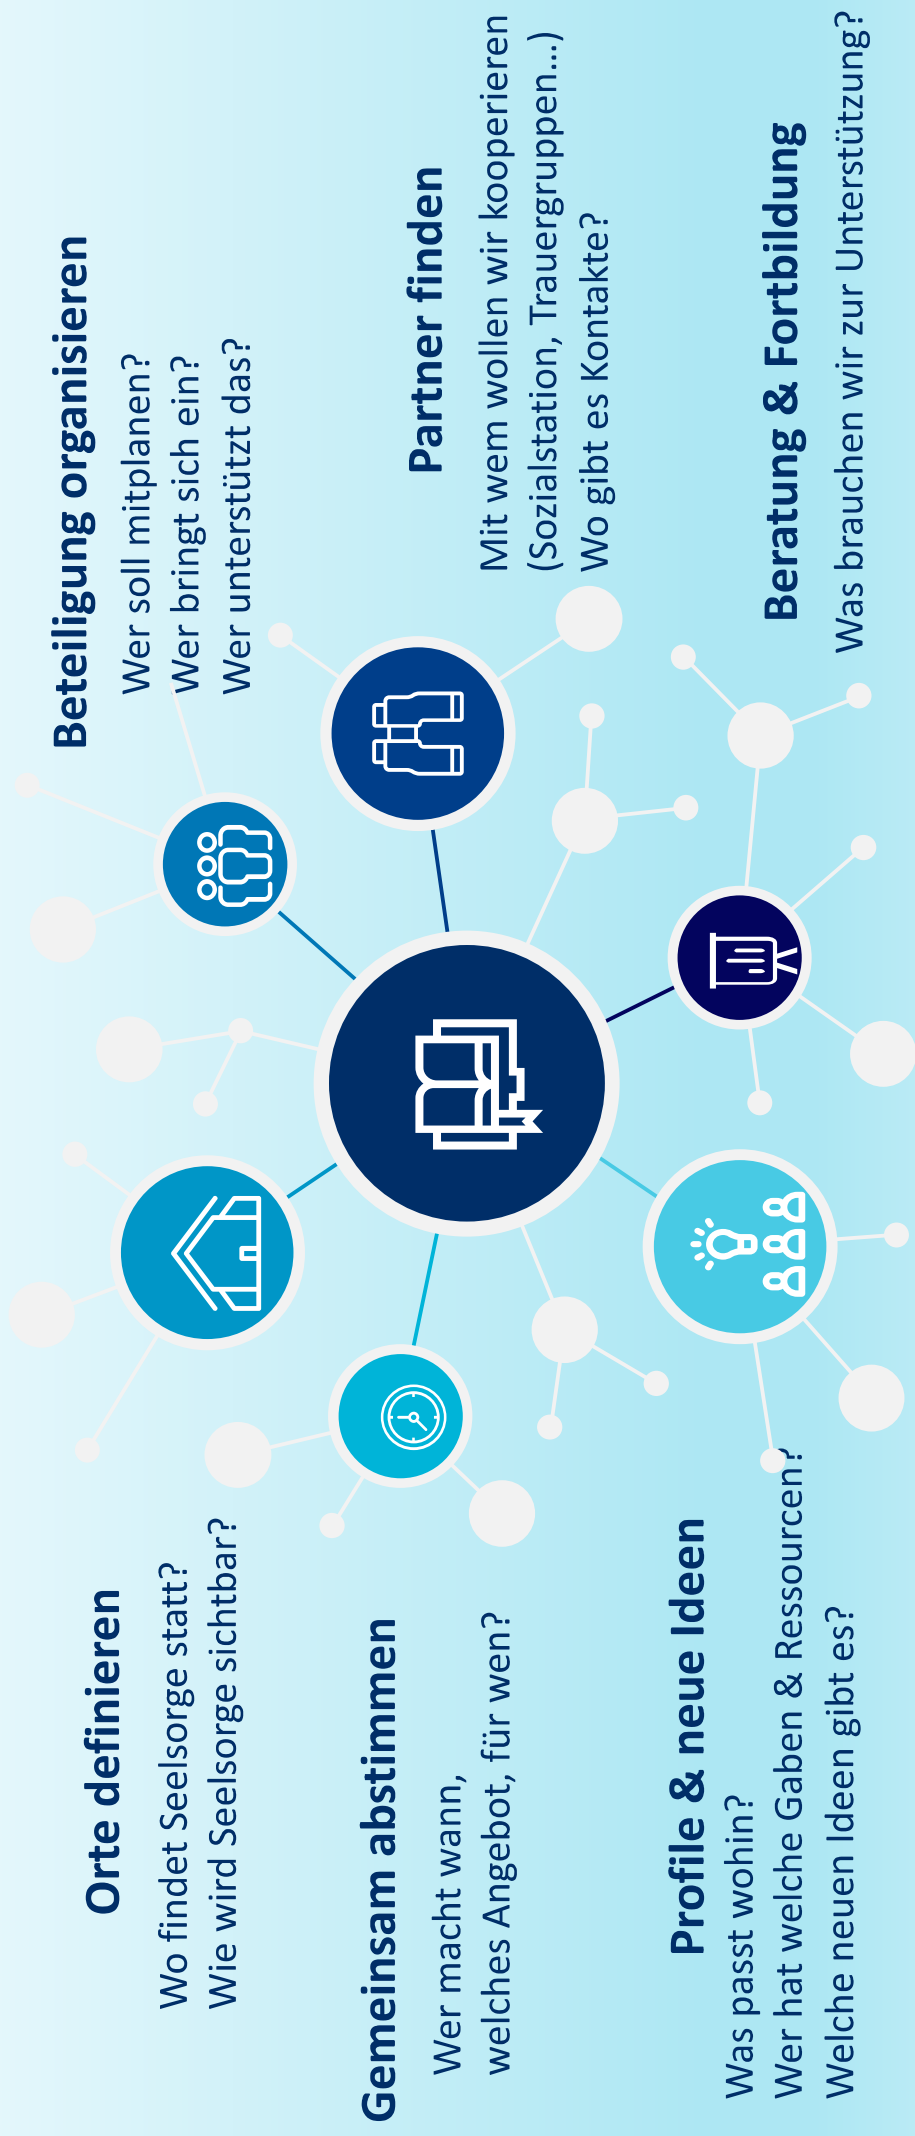 Orte definieren
Wo findet Seelsorge statt?
Wie wird Seelsorge sichtbar?
Beteiligung organisieren
Wer soll mitplanen?
Wer bringt sich ein?
Wer unterstützt das?
Gemeinsam abstimmen
Wer macht wann,
welches Angebot, für wen?
Partner finden
Mit wem wollen wir kooperieren
(Sozialstation, Trauergruppen...)
Wo gibt es Kontakte?
Profile & neue Ideen
Was passt wohin?
Wer hat welche Gaben & Ressourcen?
Welche neuen Ideen gibt es?
Beratung & Fortbildung
Was brauchen wir zur Unterstützung?